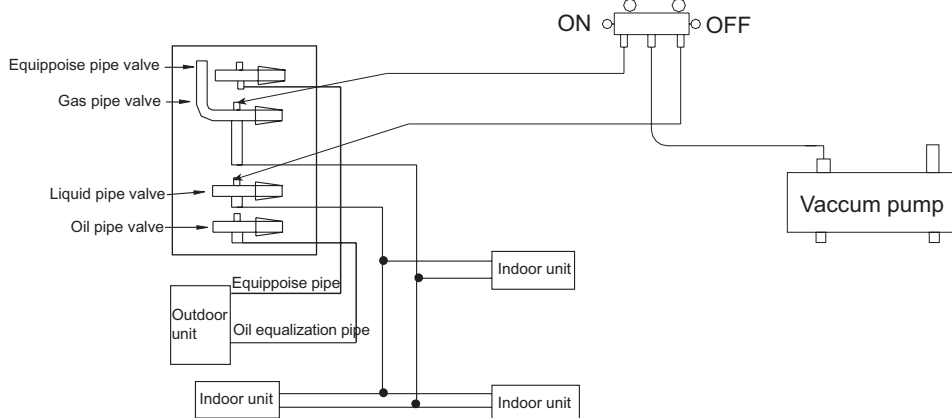 ON
OFF
Equippoise pipe valve
Gas pipe valve
Liquid pipe valve
Oil pipe valve
Vaccum pump
Indoor unit
Equippoise pipe
Outdoor
unit
Oil equalization pipe
Indoor unit
Indoor unit